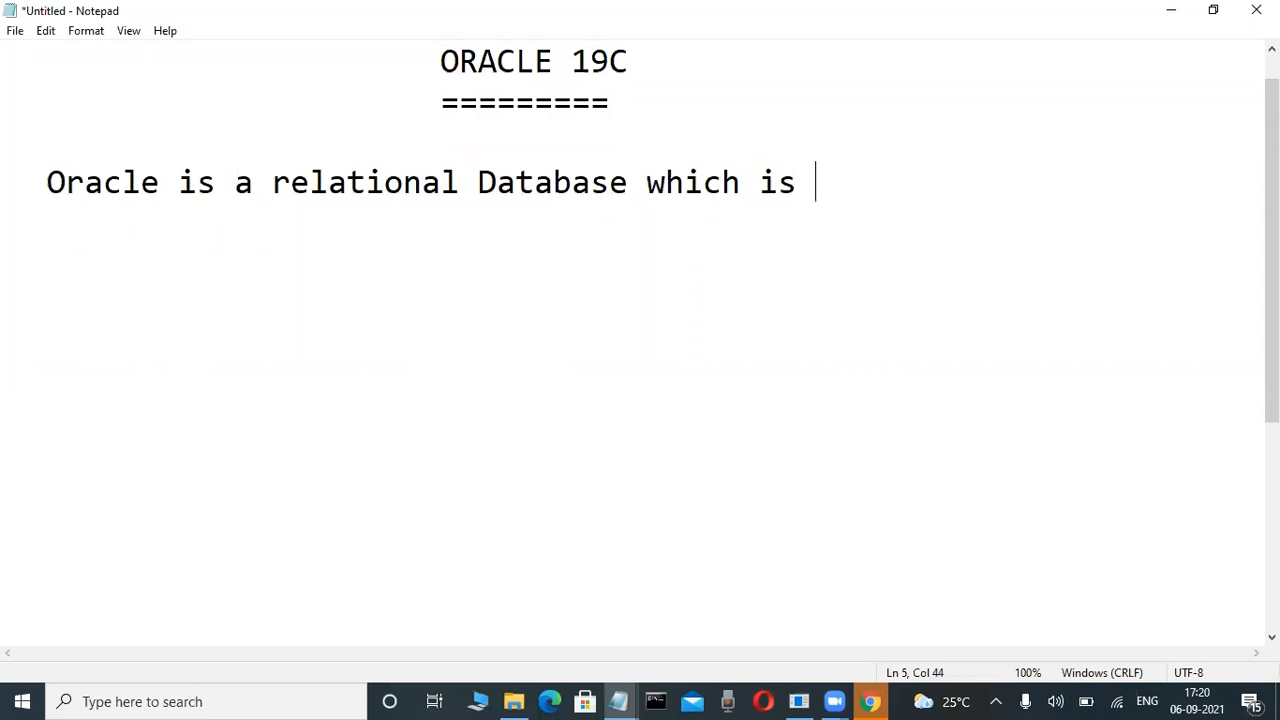 *Untitled - Notepad
File Edit Format View Help
ORACLE 19C
=========
Oracle is a relational Database which is
Ln 5, Col 44 100% Windows (CRLF) UTF-8
Type here to search 25°C ENG 17:20 06-09-2021 15